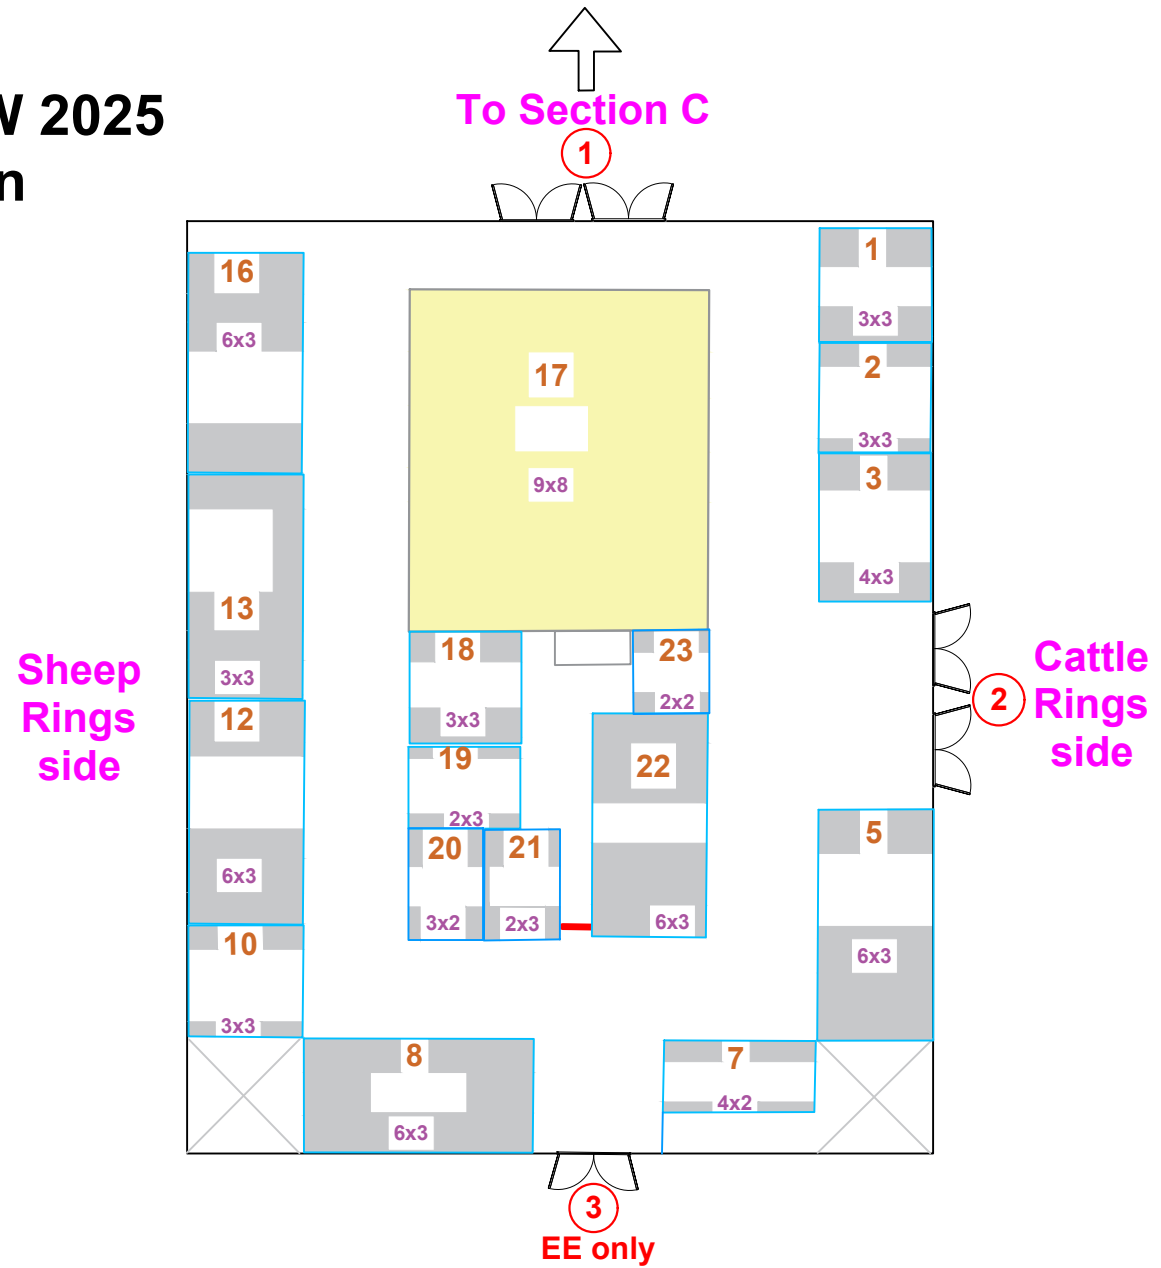 W 2025
n
To Section C
1
16
6x3
1
3x3
17
9x8
2
3x3
3
4x3
13
3x3
18
3x3
23
2x2
Sheep
Rings
side
2
Cattle
Rings
side
12
6x3
19
2x3
22
6x3
20
3x2
21
2x3
5
6x3
10
3x3
8
6x3
7
4x2
3
EE only